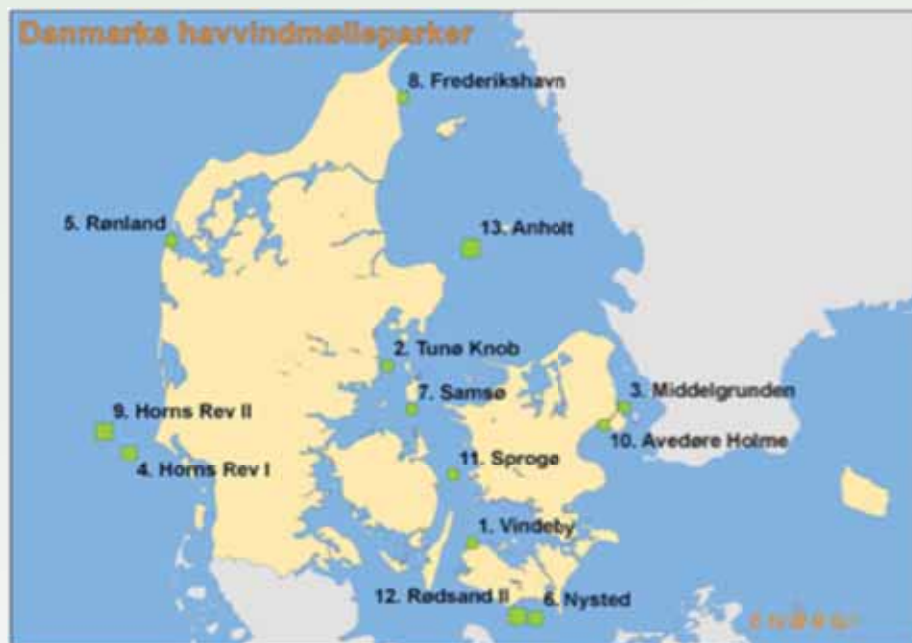 Danmarks havvindmølleparker
8. Frederikshavn
5. Rønland
13. Anholt
2. Tunø Knob
7. Samsø
3. Middelgrunden
9. Horns Rev II
10. Avedøre Holme
4. Horns Rev I
11. Sprogø
1. Vindeby
12. Rødsand II
6. Nysted